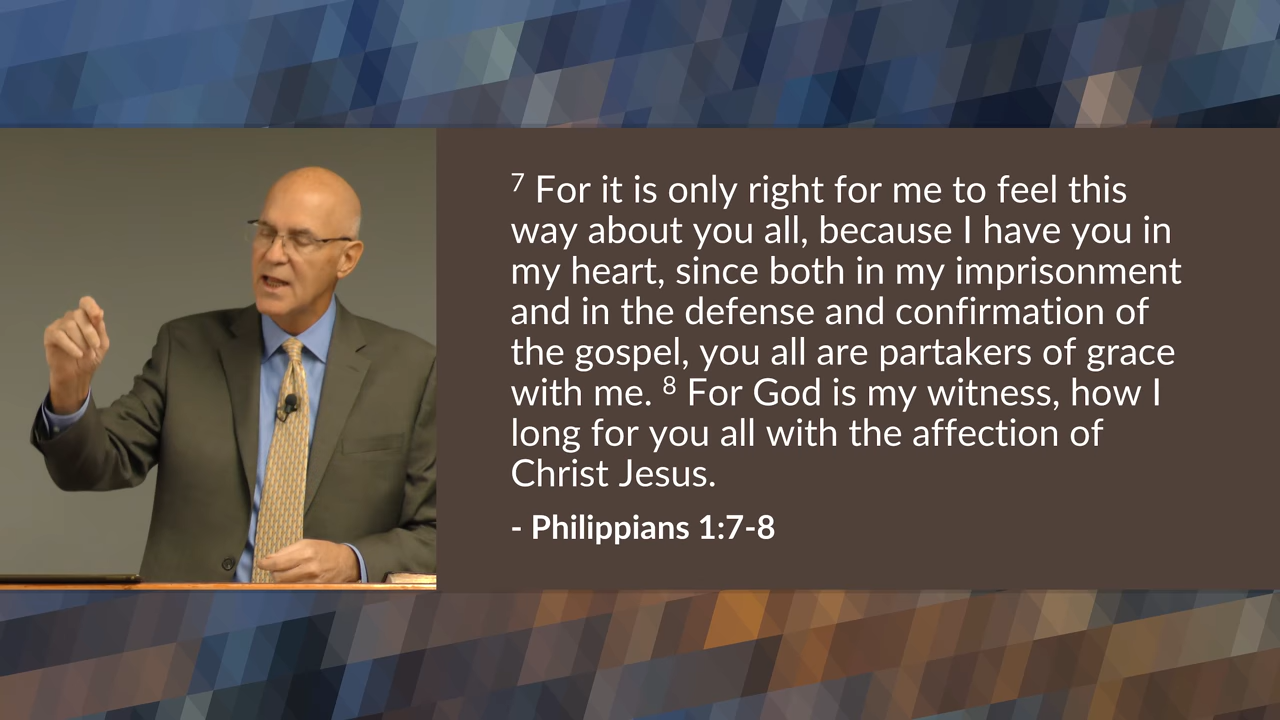 7 For it is only right for me to feel this
way about you all, because I have you in
my heart, since both in my imprisonment
and in the defense and confirmation of
the gospel, you all are partakers of grace
with me. 8 For God is my witness, how I
long for you all with the affection of
Christ Jesus.
- Philippians 1:7-8